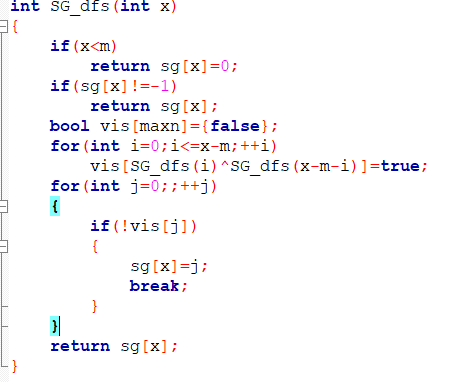 int SG_dfs(int x)
{
    if(x<m)
        return sg[x]=0;
    if(sg[x]!=-1)
        return sg[x];
    bool vis[maxn]={false};
    for(int i=0;i<=x-m;++i)
        vis[SG_dfs(i)^SG_dfs(x-m-i)]=true;
    for(int j=0;;++j)
    {
        if(!vis[j])
        {
            sg[x]=j;
            break;
        }
    }
    return sg[x];
}